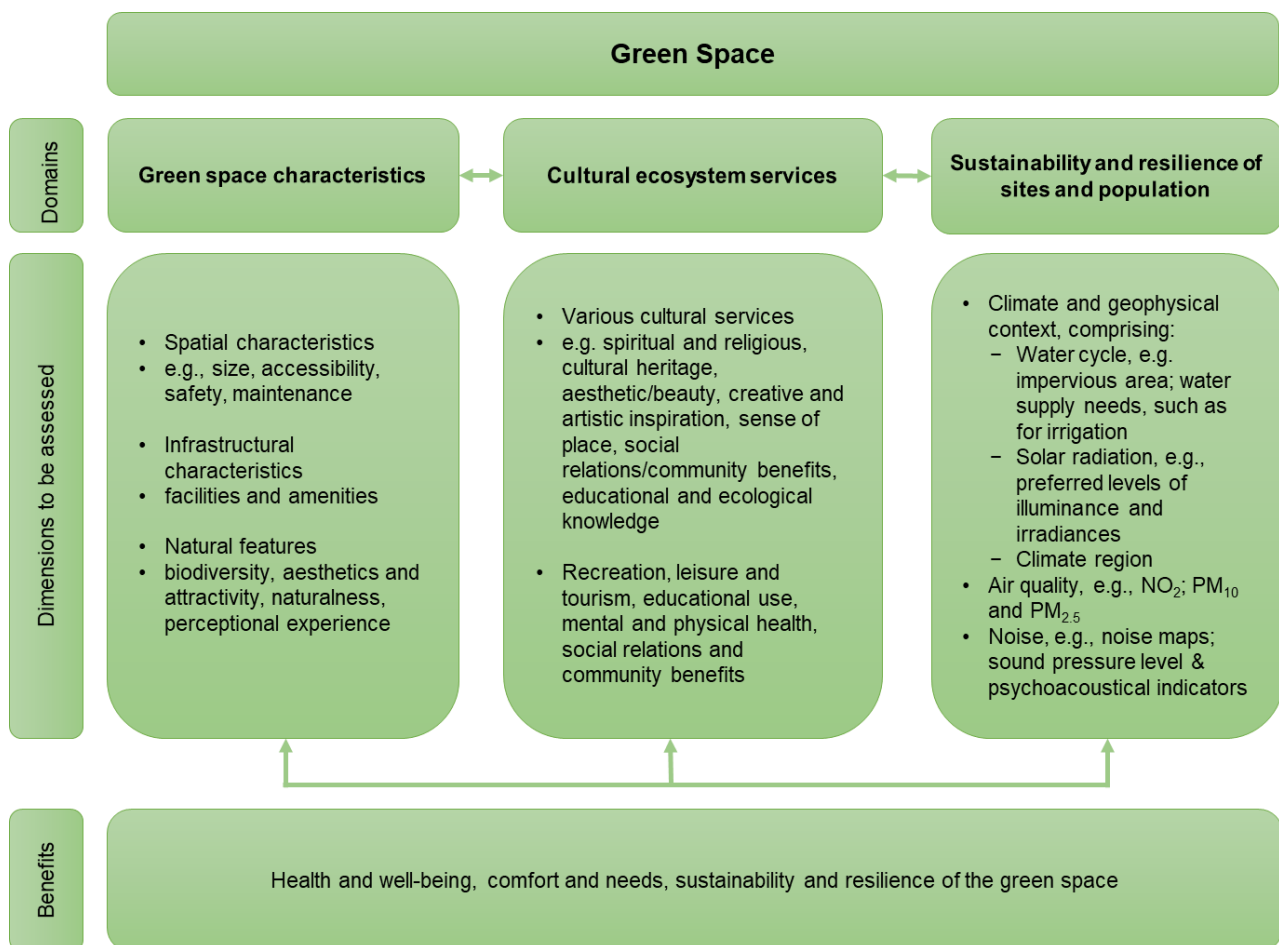 Green Space
Domains
Green space characteristics
Cultural ecosystem services
Sustainability and resilience of
sites and population
Dimensions to be assessed
• Spatial characteristics
• e.g., size, accessibility,
safety, maintenance
• Infrastructural
characteristics
• facilities and amenities
• Natural features
• biodiversity, aesthetics and
attractivity, naturalness,
perceptional experience
• Various cultural services
• e.g. spiritual and religious,
cultural heritage,
aesthetic/beauty, creative and
artistic inspiration, sense of
place, social
relations/community benefits,
educational and ecological
knowledge
• Recreation, leisure and
tourism, educational use,
mental and physical health,
social relations and
community benefits
• Climate and geophysical
context, comprising:
− Water cycle, e.g.
impervious area; water
supply needs, such as
for irrigation
− Solar radiation, e.g.,
preferred levels of
illuminance and
irradiances
− Climate region
• Air quality, e.g., NO₂; PM₁₀
and PM₂.₅
• Noise, e.g., noise maps;
sound pressure level &
psychoacoustical indicators
Benefits
Health and well-being, comfort and needs, sustainability and resilience of the green space